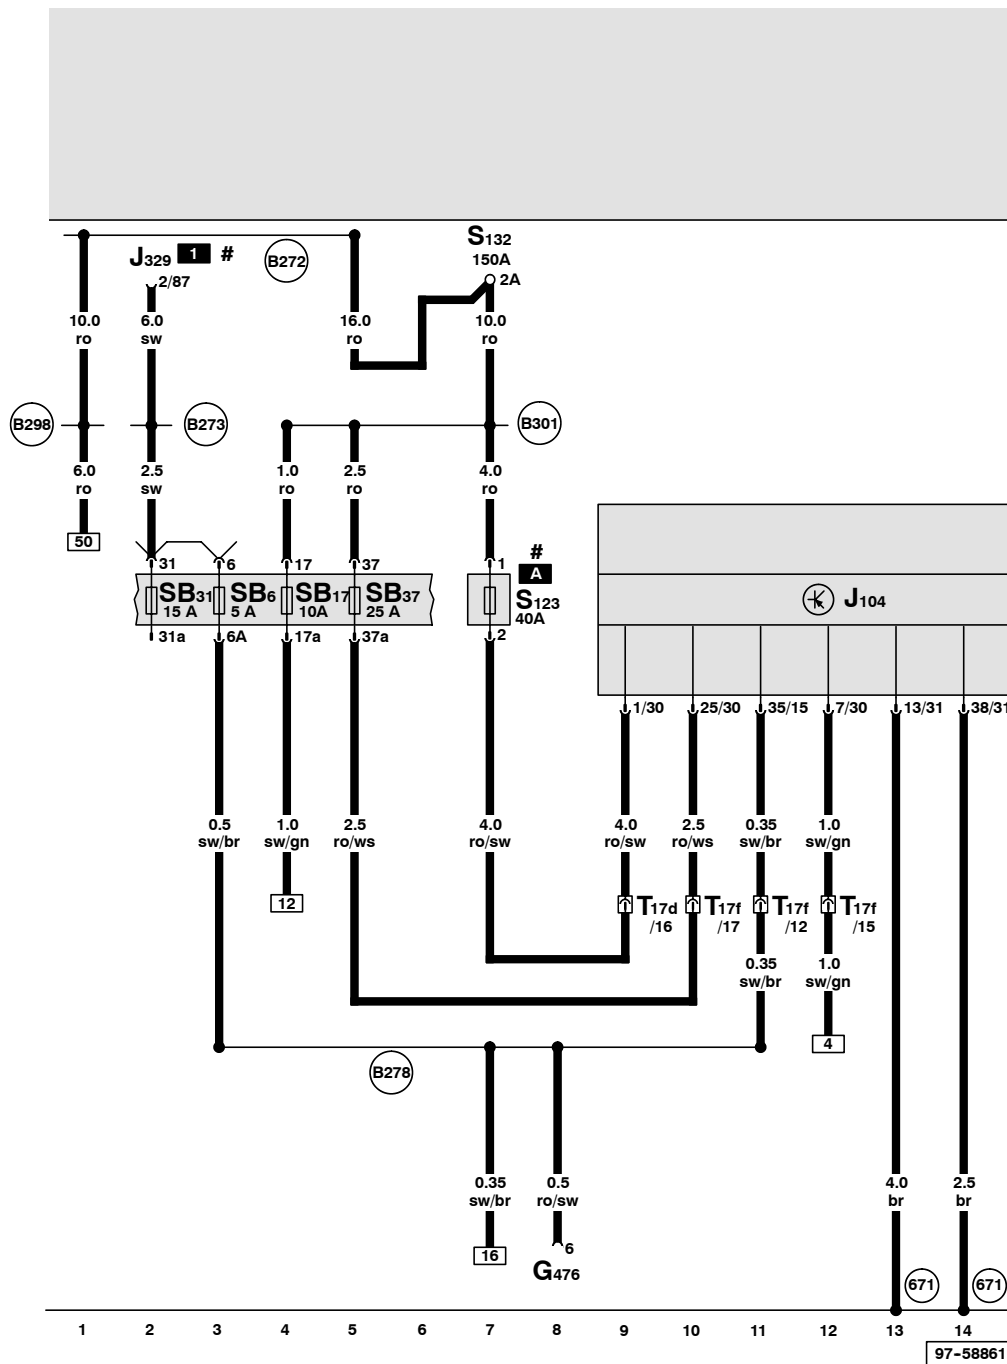 S132
J329 1 #
B272
150A
2/87
2A
10.0 6.0 16.0 10.0
ro sw ro ro
B298 B273 B301
6.0 2.5 1.0 2.5 4.0
ro sw ro ro ro
50
31 6 17 37 1
#
A
SB31 SB6 SB17 SB37
15 A 5 A 10A 25 A
S123
40A
J104
31a 6A 17a 37a 2
1/30 25/30 35/15 7/30 13/31 38/31
0.5 1.0 2.5 4.0 4.0 2.5 0.35 1.0
sw/br sw/gn ro/ws ro/sw ro/sw ro/ws sw/br sw/gn
12
T17d T17f T17f T17f
/16 /17 /12 /15
0.35 1.0
sw/br sw/gn
4
B278
0.35 0.5 4.0 2.5
sw/br ro/sw br br
16
6
G476
671 671
1 2 3 4 5 6 7 8 9 10 11 12 13 14
97-58861